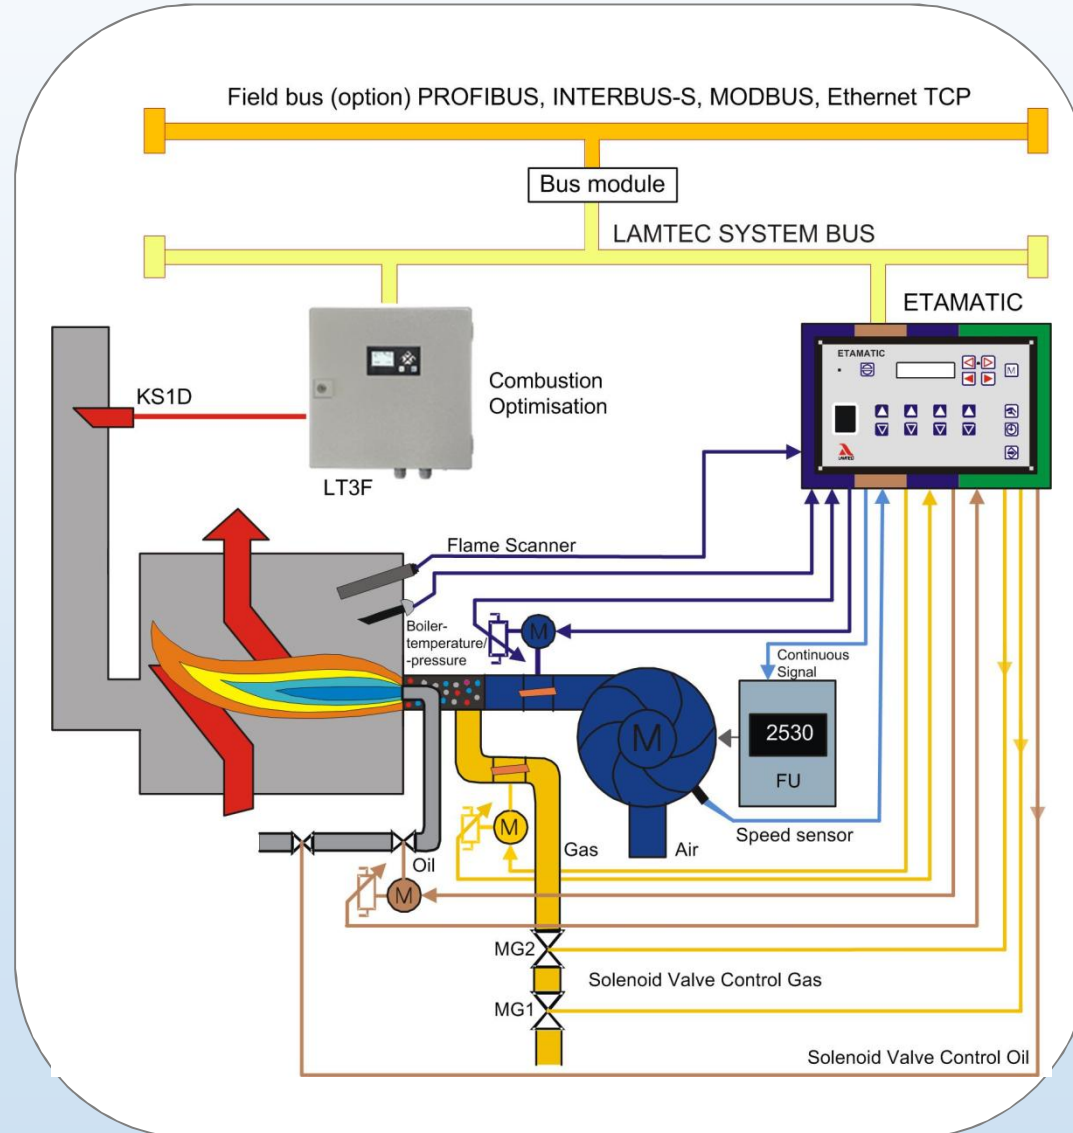 Field bus (option) PROFIBUS, INTERBUS-S, MODBUS, Ethernet TCP
Bus module
LAMTEC SYSTEM BUS
ETAMATIC
ETAMATIC
M
LAMTEC
KS1D
Combustion
Optimisation
LT3F
Flame Scanner
Boiler-
temperature/
-pressure
M
Continuous
Signal
M
2530
FU
M
Speed sensor
Gas
Air
Oil
M
MG2
Solenoid Valve Control Gas
MG1
Solenoid Valve Control Oil